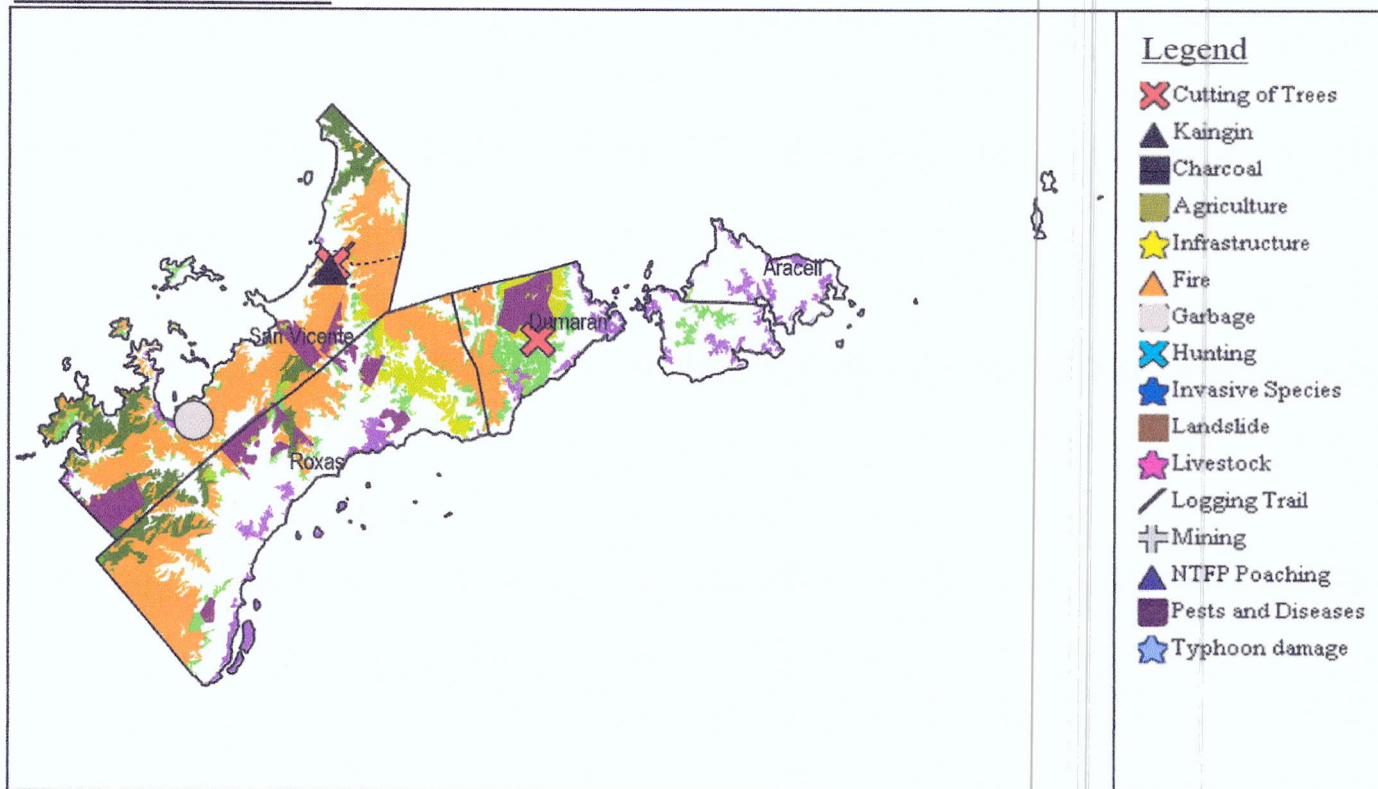 Legend
Cutting of Trees
Kaingin
Charcoal
Agriculture
Infrastructure
Fire
Garbage
Hunting
Invasive Species
Landslide
Livestock
Logging Trail
Mining
NTFP Poaching
Pests and Diseases
Typhoon damage
Araceli
Dumaran
San Vicente
Roxas